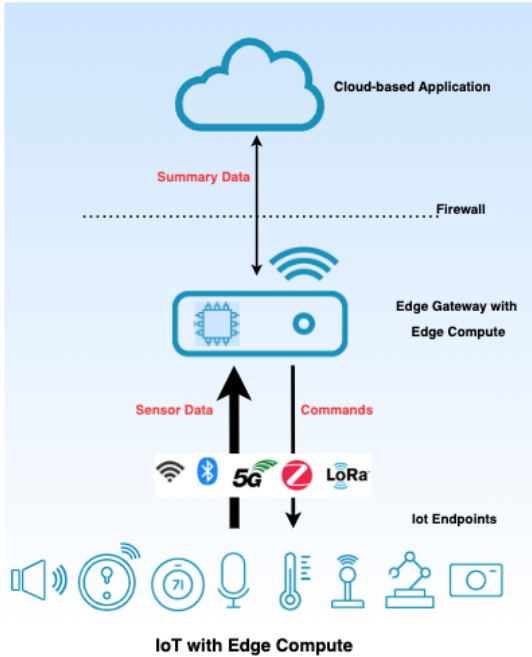 Cloud-based Application
Summary Data
Firewall
Edge Gateway with
Edge Compute
Sensor Data
Commands
5G
LoRa
Iot Endpoints
71
IoT with Edge Compute